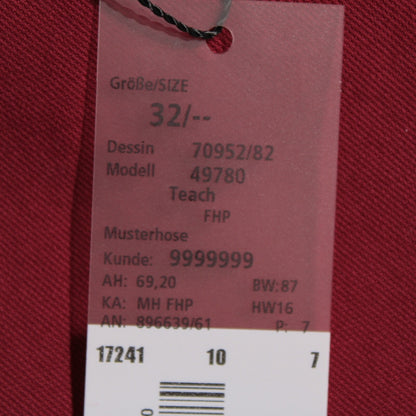 Größe/SIZE
32/--
Dessin 70952/82
Modell 49780
Teach
FHP
Musterhose
Kunde: 9999999
AH: 69,20 BW: 87
KA: MH FHP HW16
AN: 896639/61 P: 7
17241 10 7
0